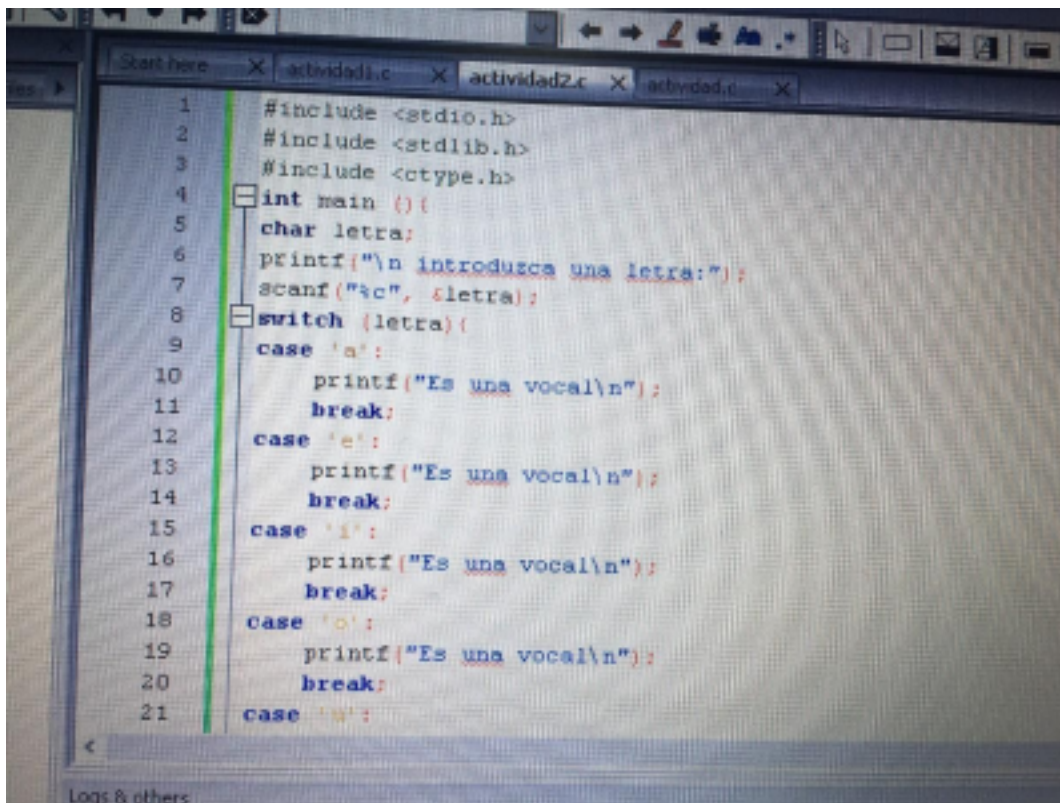 Start here actividad1.c actividad2.c actividad.c
1 #include <stdio.h>
2 #include <stdlib.h>
3 #include <ctype.h>
4 int main (){
5 char letra;
6 printf("\n introduzca una letra:");
7 scanf("%c", &letra);
8 switch (letra){
9 case 'a':
10 printf("Es una vocal\n");
11 break;
12 case 'e':
13 printf("Es una vocal\n");
14 break;
15 case 'i':
16 printf("Es una vocal\n");
17 break;
18 case 'o':
19 printf("Es una vocal\n");
20 break;
21 case 'u':
Logs & others